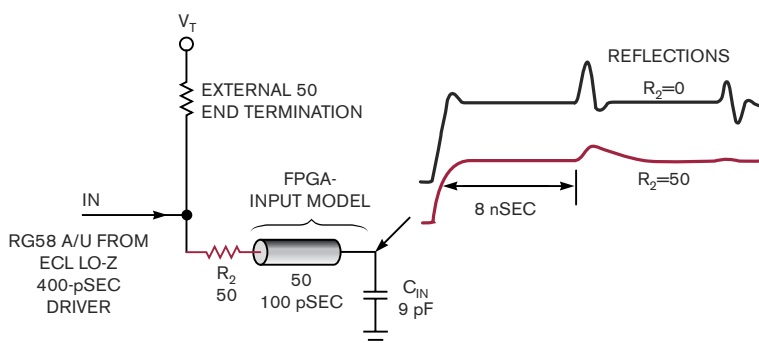 V_T
REFLECTIONS
R₂=0
EXTERNAL 50
END TERMINATION
R₂=50
8 nSEC
FPGA-
INPUT MODEL
IN
RG58 A/U FROM
ECL LO-Z
400-pSEC
DRIVER
R₂
50
50
100 pSEC
C_IN
9 pF